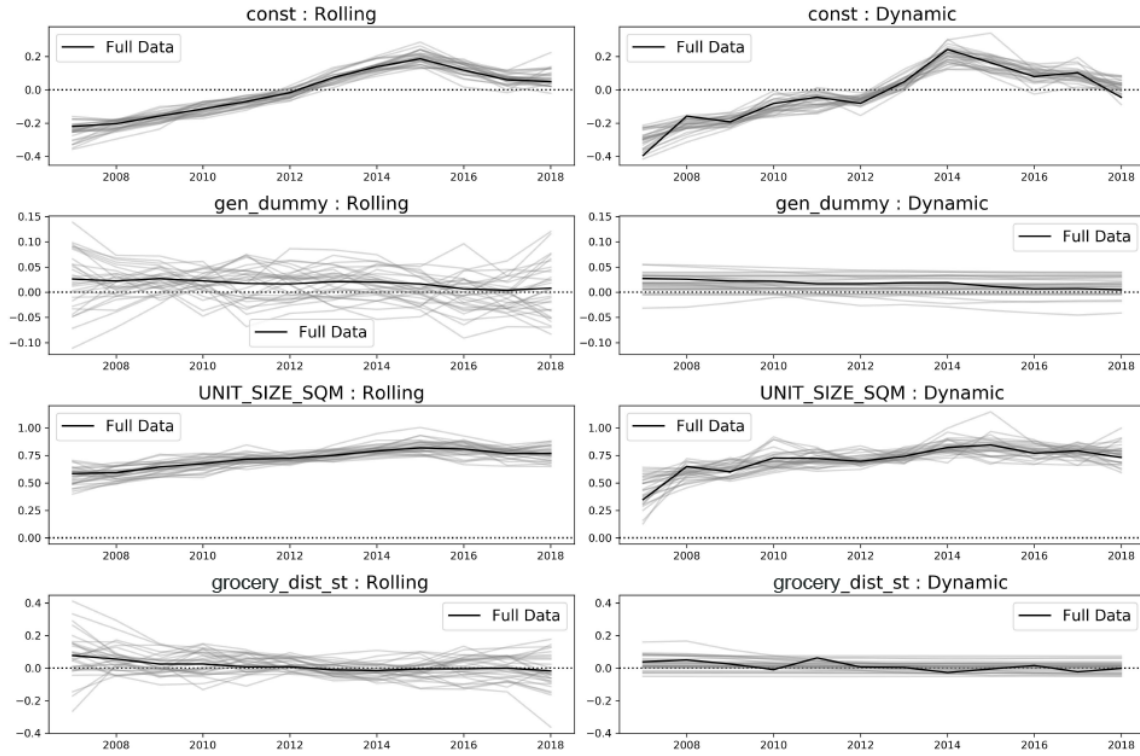 const : Rolling
const : Dynamic
0.2
0.0
−0.2
−0.4
Full Data
2008 2010 2012 2014 2016 2018
0.2
0.0
−0.2
−0.4
Full Data
2008 2010 2012 2014 2016 2018
gen_dummy : Rolling
gen_dummy : Dynamic
0.15
0.10
0.05
0.00
−0.05
−0.10
Full Data
2008 2010 2012 2014 2016 2018
0.15
0.10
0.05
0.00
−0.05
−0.10
Full Data
2008 2010 2012 2014 2016 2018
UNIT_SIZE_SQM : Rolling
UNIT_SIZE_SQM : Dynamic
1.00
0.75
0.50
0.25
0.00
Full Data
2008 2010 2012 2014 2016 2018
1.00
0.75
0.50
0.25
0.00
Full Data
2008 2010 2012 2014 2016 2018
grocery_dist_st : Rolling
grocery_dist_st : Dynamic
0.4
0.2
0.0
−0.2
−0.4
Full Data
2008 2010 2012 2014 2016 2018
0.4
0.2
0.0
−0.2
−0.4
Full Data
2008 2010 2012 2014 2016 2018